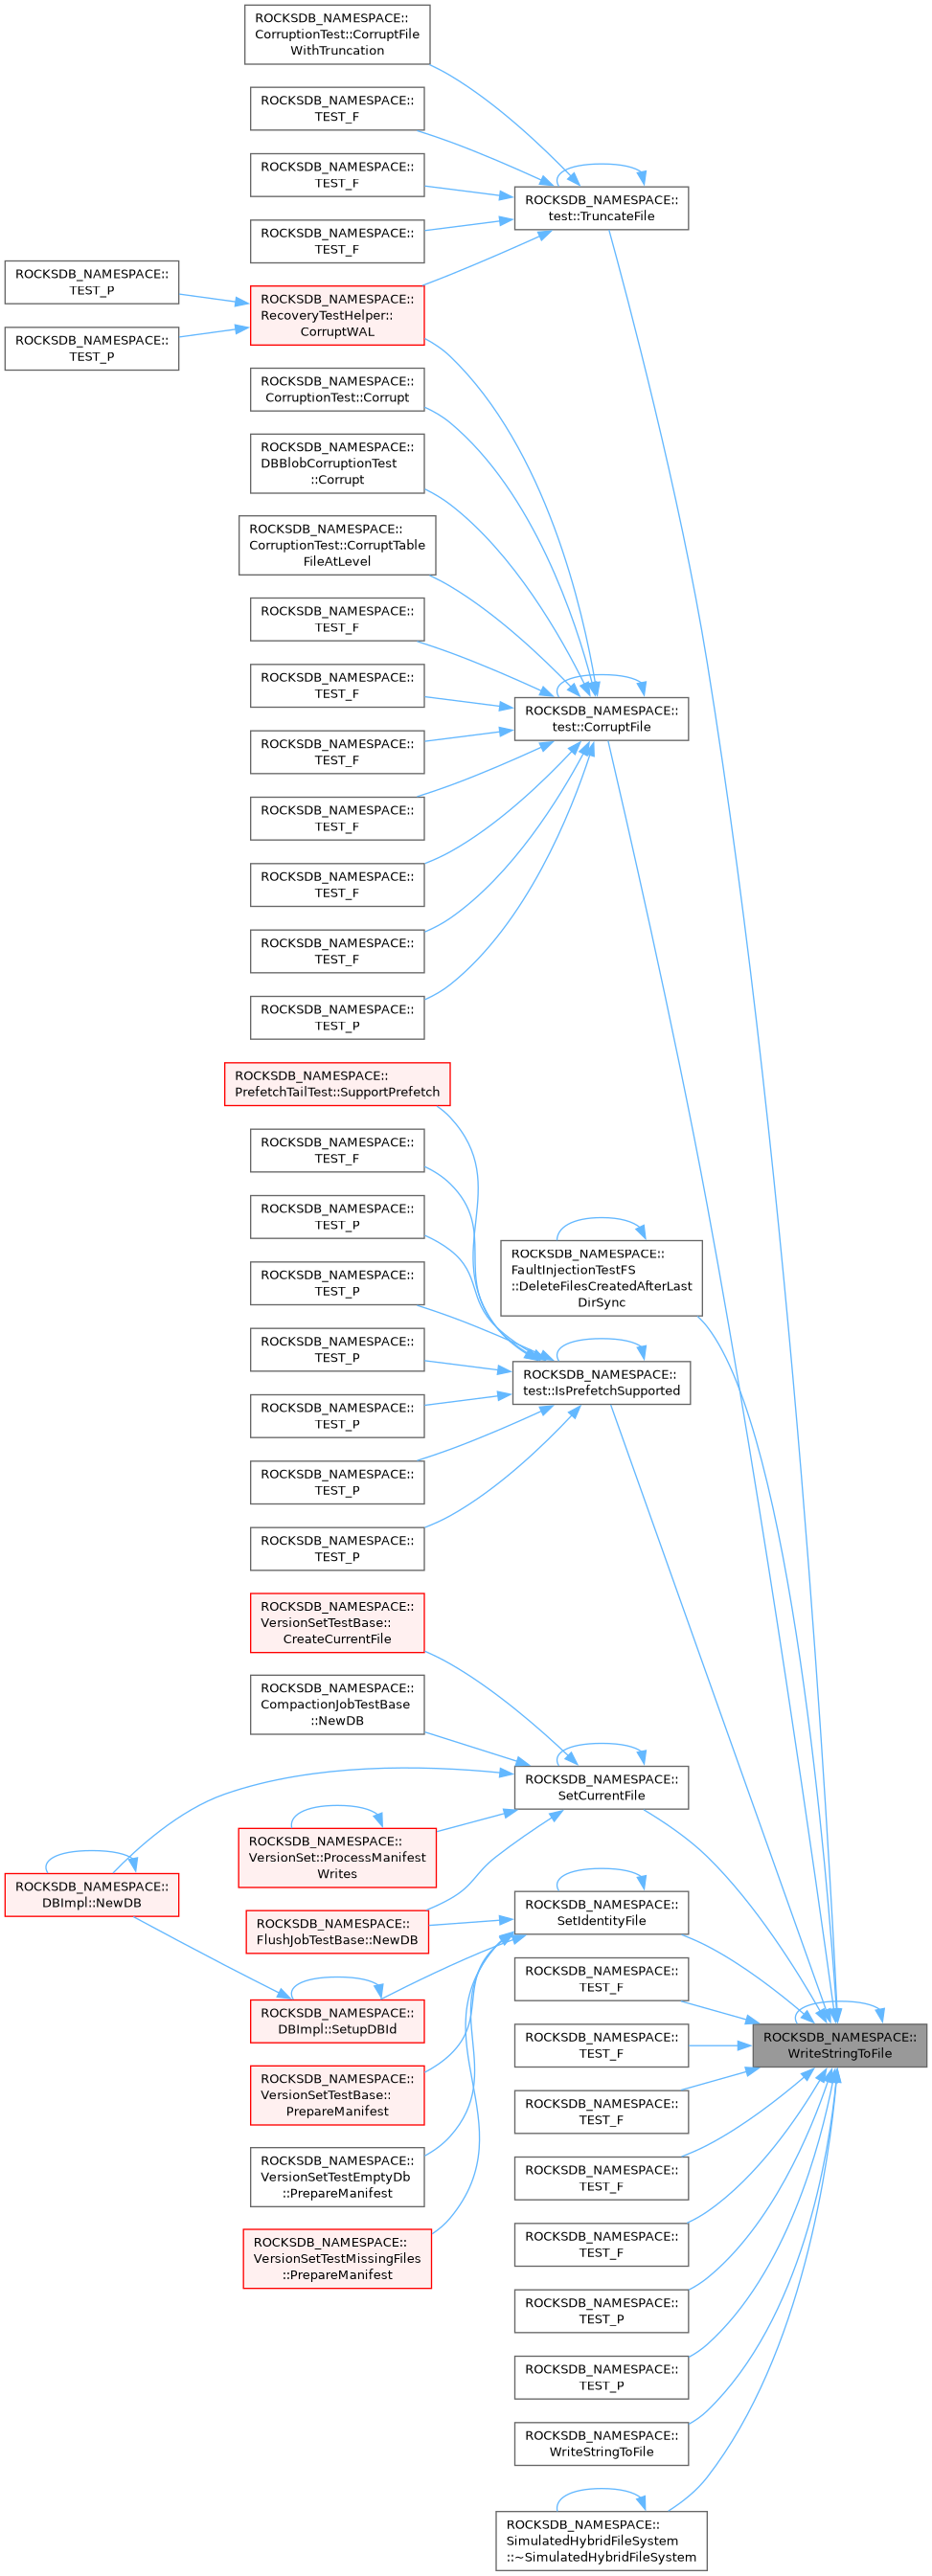 ROCKSDB_NAMESPACE::
CorruptionTest::CorruptFile
WithTruncation
ROCKSDB_NAMESPACE::
TEST_F
ROCKSDB_NAMESPACE::
TEST_F
ROCKSDB_NAMESPACE::
test::TruncateFile
ROCKSDB_NAMESPACE::
TEST_F
ROCKSDB_NAMESPACE::
TEST_P
ROCKSDB_NAMESPACE::
RecoveryTestHelper::
CorruptWAL
ROCKSDB_NAMESPACE::
TEST_P
ROCKSDB_NAMESPACE::
CorruptionTest::Corrupt
ROCKSDB_NAMESPACE::
DBBlobCorruptionTest
::Corrupt
ROCKSDB_NAMESPACE::
CorruptionTest::CorruptTable
FileAtLevel
ROCKSDB_NAMESPACE::
TEST_F
ROCKSDB_NAMESPACE::
TEST_F
ROCKSDB_NAMESPACE::
test::CorruptFile
ROCKSDB_NAMESPACE::
TEST_F
ROCKSDB_NAMESPACE::
TEST_F
ROCKSDB_NAMESPACE::
TEST_F
ROCKSDB_NAMESPACE::
TEST_F
ROCKSDB_NAMESPACE::
TEST_P
ROCKSDB_NAMESPACE::
PrefetchTailTest::SupportPrefetch
ROCKSDB_NAMESPACE::
TEST_F
ROCKSDB_NAMESPACE::
TEST_P
ROCKSDB_NAMESPACE::
FaultInjectionTestFS
::DeleteFilesCreatedAfterLast
DirSync
ROCKSDB_NAMESPACE::
TEST_P
ROCKSDB_NAMESPACE::
TEST_P
ROCKSDB_NAMESPACE::
test::IsPrefetchSupported
ROCKSDB_NAMESPACE::
TEST_P
ROCKSDB_NAMESPACE::
TEST_P
ROCKSDB_NAMESPACE::
TEST_P
ROCKSDB_NAMESPACE::
VersionSetTestBase::
CreateCurrentFile
ROCKSDB_NAMESPACE::
CompactionJobTestBase
::NewDB
ROCKSDB_NAMESPACE::
SetCurrentFile
ROCKSDB_NAMESPACE::
VersionSet::ProcessManifest
Writes
ROCKSDB_NAMESPACE::
DBImpl::NewDB
ROCKSDB_NAMESPACE::
SetIdentityFile
ROCKSDB_NAMESPACE::
FlushJobTestBase::NewDB
ROCKSDB_NAMESPACE::
TEST_F
ROCKSDB_NAMESPACE::
DBImpl::SetupDBId
ROCKSDB_NAMESPACE::
TEST_F
ROCKSDB_NAMESPACE::
WriteStringToFile
ROCKSDB_NAMESPACE::
VersionSetTestBase::
PrepareManifest
ROCKSDB_NAMESPACE::
TEST_F
ROCKSDB_NAMESPACE::
VersionSetTestEmptyDb
::PrepareManifest
ROCKSDB_NAMESPACE::
TEST_F
ROCKSDB_NAMESPACE::
VersionSetTestMissingFiles
::PrepareManifest
ROCKSDB_NAMESPACE::
TEST_F
ROCKSDB_NAMESPACE::
TEST_P
ROCKSDB_NAMESPACE::
TEST_P
ROCKSDB_NAMESPACE::
WriteStringToFile
ROCKSDB_NAMESPACE::
SimulatedHybridFileSystem
::~SimulatedHybridFileSystem